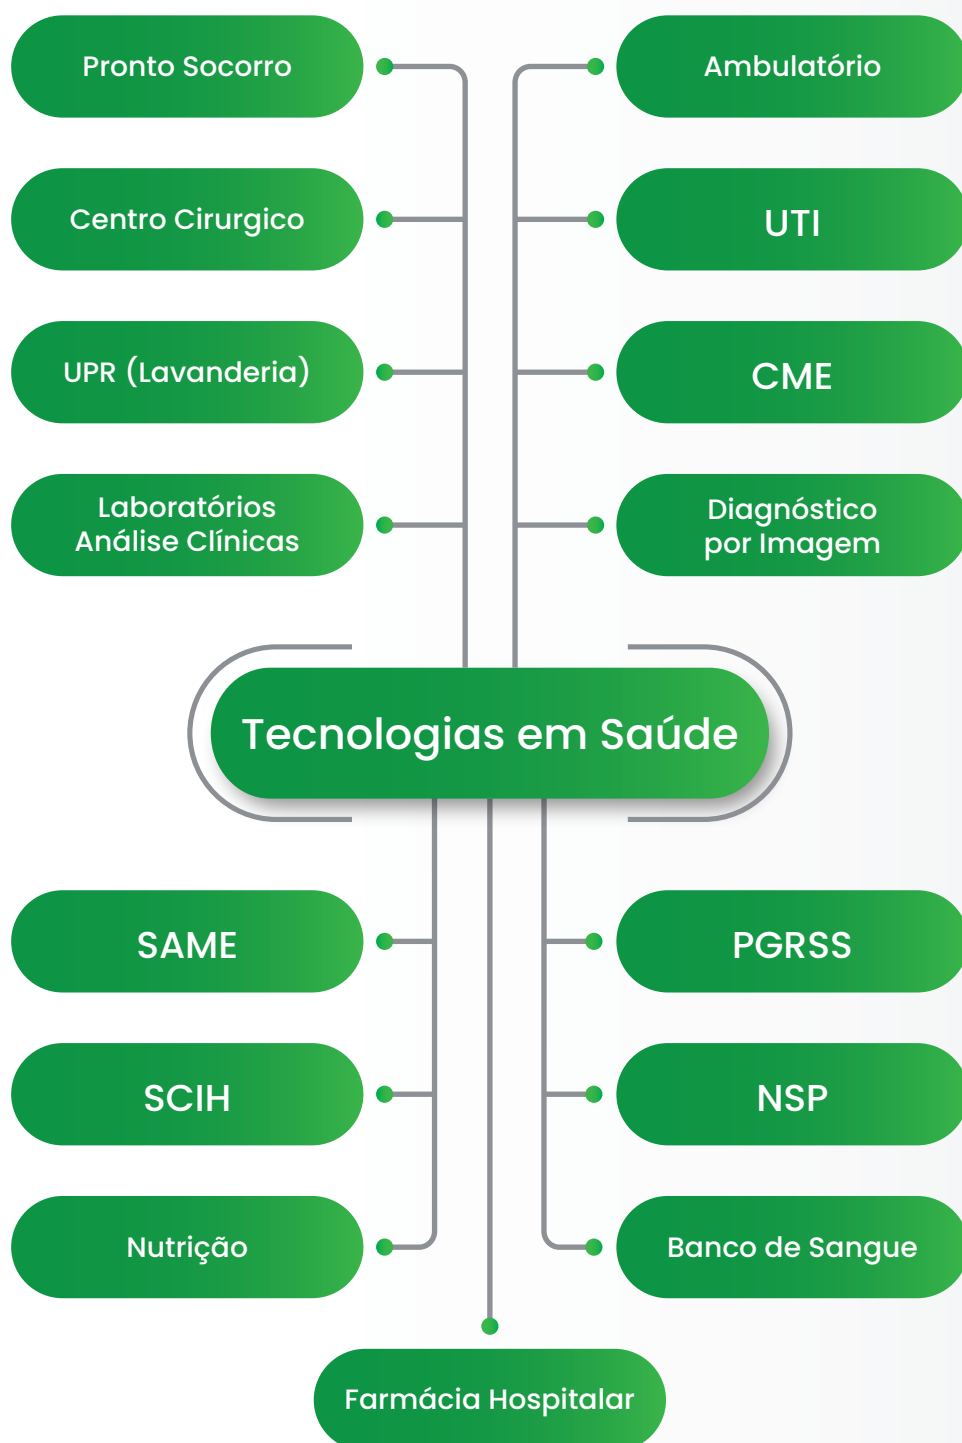 Pronto Socorro
Ambulatório
Centro Cirurgico
UTI
UPR (Lavanderia)
CME
Laboratórios
Análise Clínicas
Diagnóstico
por Imagem
Tecnologias em Saúde
SAME
PGRSS
SCIH
NSP
Nutrição
Banco de Sangue
Farmácia Hospitalar